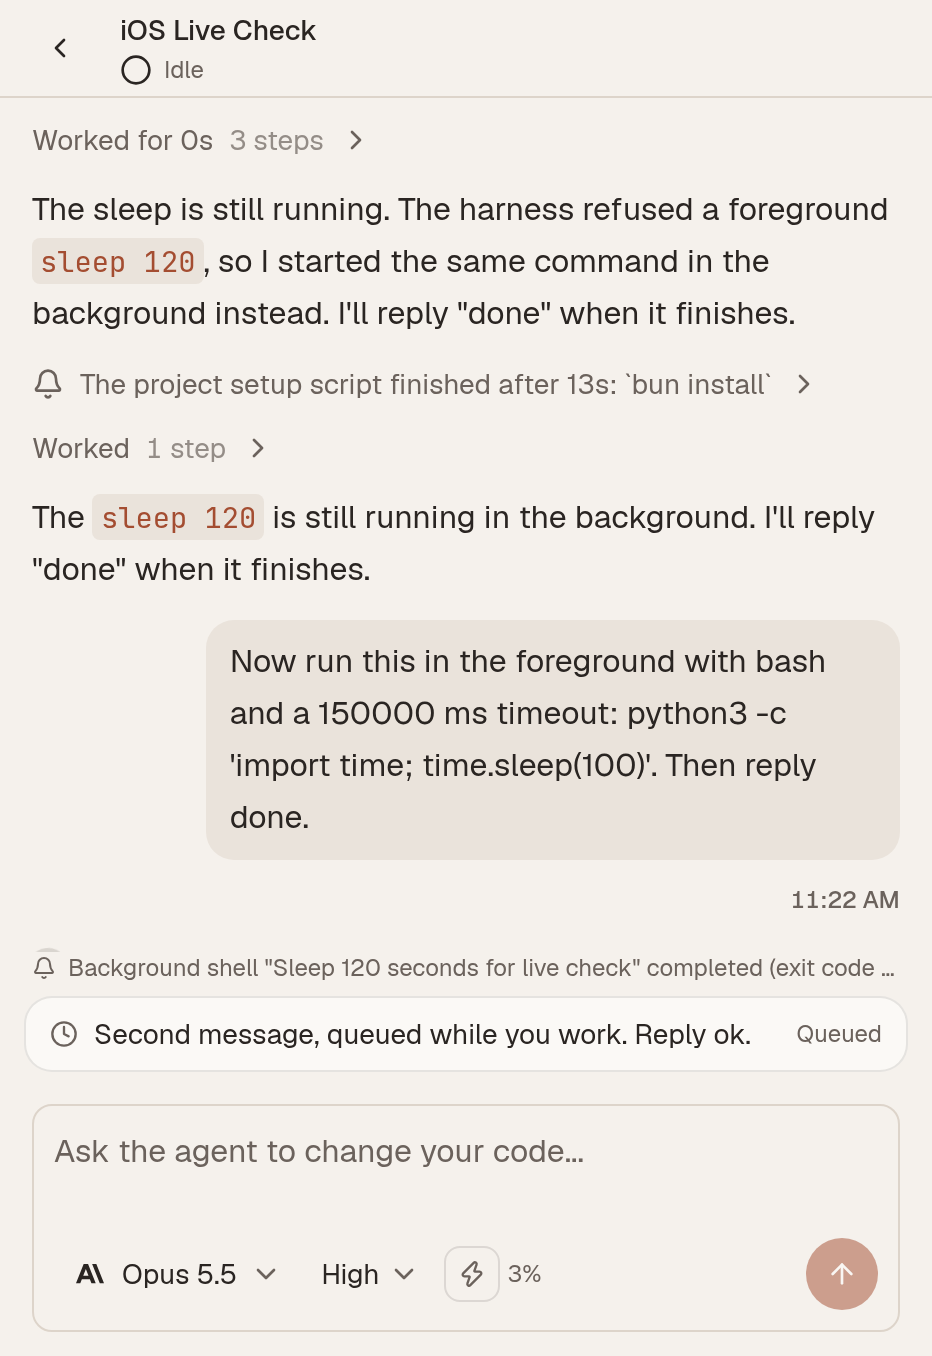 iOS Live Check
Idle
Worked for 0s 3 steps
The sleep is still running. The harness refused a foreground
sleep 120, so I started the same command in the
background instead. I'll reply "done" when it finishes.
The project setup script finished after 13s: `bun install`
Worked 1 step
The sleep 120 is still running in the background. I'll reply
"done" when it finishes.
Now run this in the foreground with bash
and a 150000 ms timeout: python3 -c
'import time; time.sleep(100)'. Then reply
done.
11:22 AM
Background shell "Sleep 120 seconds for live check" completed (exit code ...
Second message, queued while you work. Reply ok. Queued
Ask the agent to change your code...
Opus 5.5 High 3%